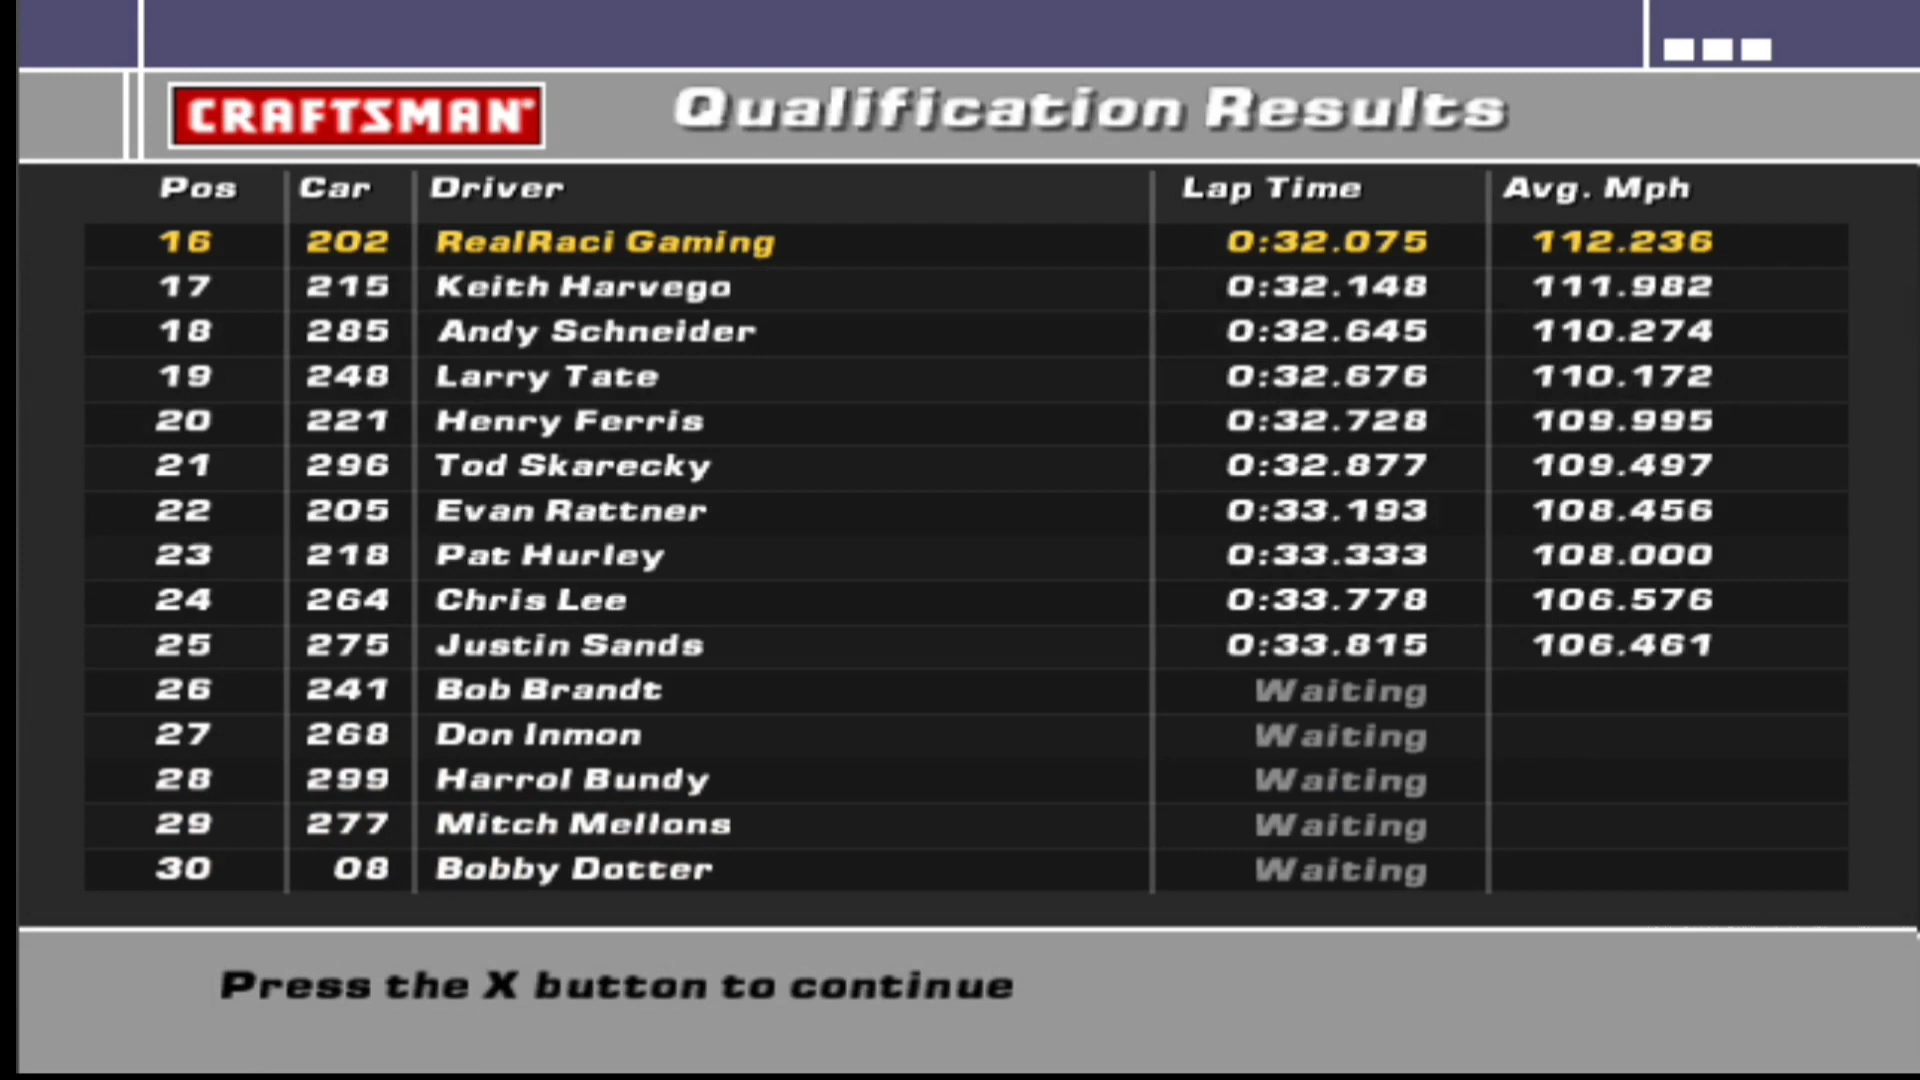 CRAFTSMAN® Qualification Results
Pos Car Driver Lap Time Avg. Mph
16 202 RealRaci Gaming 0:32.075 112.236
17 215 Keith Harvego 0:32.148 111.982
18 285 Andy Schneider 0:32.645 110.274
19 248 Larry Tate 0:32.676 110.172
20 221 Henry Ferris 0:32.728 109.995
21 296 Tod Skarecky 0:32.877 109.497
22 205 Evan Rattner 0:33.193 108.456
23 218 Pat Hurley 0:33.333 108.000
24 264 Chris Lee 0:33.778 106.576
25 275 Justin Sands 0:33.815 106.461
26 241 Bob Brandt Waiting
27 268 Don Inmon Waiting
28 299 Harrol Bundy Waiting
29 277 Mitch Mellons Waiting
30 08 Bobby Dotter Waiting
Press the X button to continue